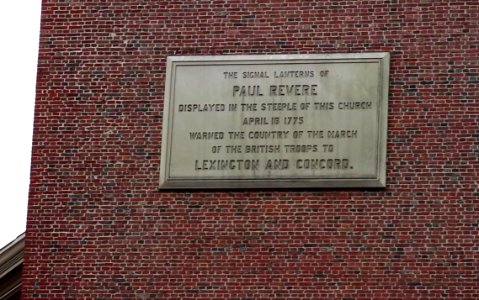 THE SIGNAL LANTERNS OF
PAUL REVERE
DISPLAYED IN THE STEEPLE OF THIS CHURCH
APRIL 18 1775
WARNED THE COUNTRY OF THE MARCH
OF THE BRITISH TROOPS TO
LEXINGTON AND CONCORD.